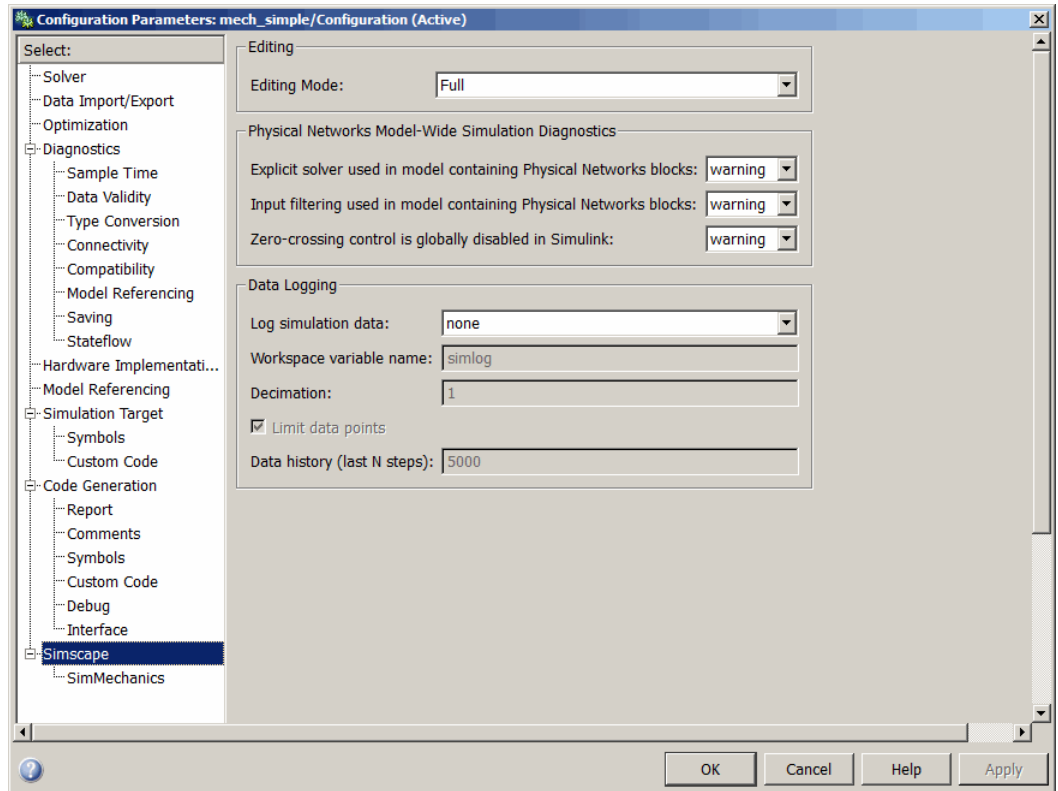 Configuration Parameters: mech_simple/Configuration (Active)
Select:
Solver
Data Import/Export
Optimization
Diagnostics
Sample Time
Data Validity
Type Conversion
Connectivity
Compatibility
Model Referencing
Saving
Stateflow
Hardware Implementati...
Model Referencing
Simulation Target
Symbols
Custom Code
Code Generation
Report
Comments
Symbols
Custom Code
Debug
Interface
Simscape
SimMechanics
Editing
Editing Mode: Full
Physical Networks Model-Wide Simulation Diagnostics
Explicit solver used in model containing Physical Networks blocks: warning
Input filtering used in model containing Physical Networks blocks: warning
Zero-crossing control is globally disabled in Simulink: warning
Data Logging
Log simulation data: none
Workspace variable name: simlog
Decimation: 1
Limit data points
Data history (last N steps): 5000
OK Cancel Help Apply